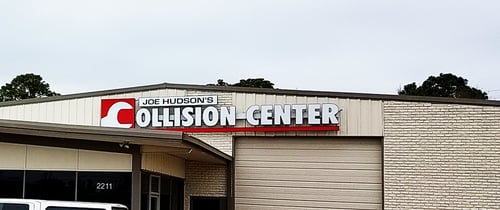 JOE HUDSON'S
COLLISION CENTER
2211